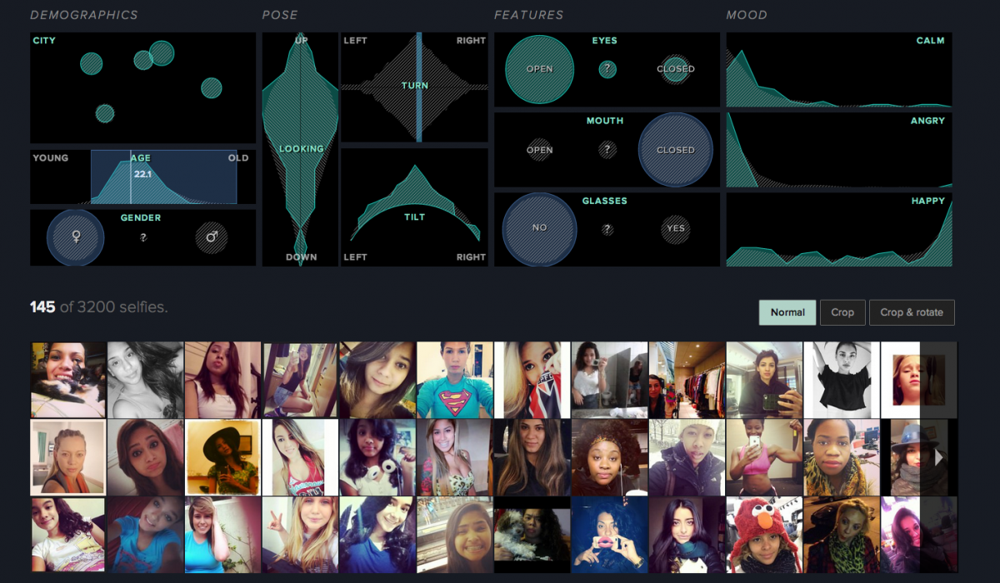 DEMOGRAPHICS
POSE
FEATURES
MOOD
CITY
YOUNG AGE OLD
22.1
GENDER
♀ ? ♂
UP
LOOKING
DOWN
LEFT RIGHT
TURN
TILT
LEFT RIGHT
EYES
OPEN ? CLOSED
MOUTH
OPEN ? CLOSED
GLASSES
NO ? YES
CALM
ANGRY
HAPPY
145 of 3200 selfies.
Normal Crop Crop & rotate